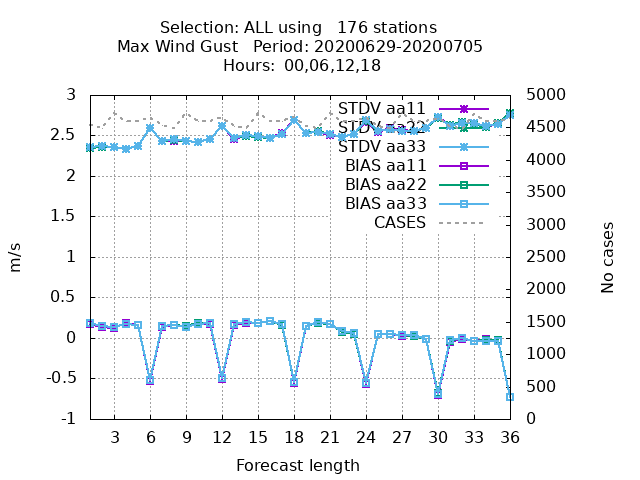 Selection: ALL using   176 stations
Max Wind Gust   Period: 20200629-20200705
Hours:  00,06,12,18
3
2.5
2
1.5
1
0.5
0
-0.5
-1
m/s
5000
4500
4000
3500
3000
2500
2000
1500
1000
500
0
No cases
STDV aa11
STDV aa22
STDV aa33
BIAS aa11
BIAS aa22
BIAS aa33
CASES
3 6 9 12 15 18 21 24 27 30 33 36
Forecast length